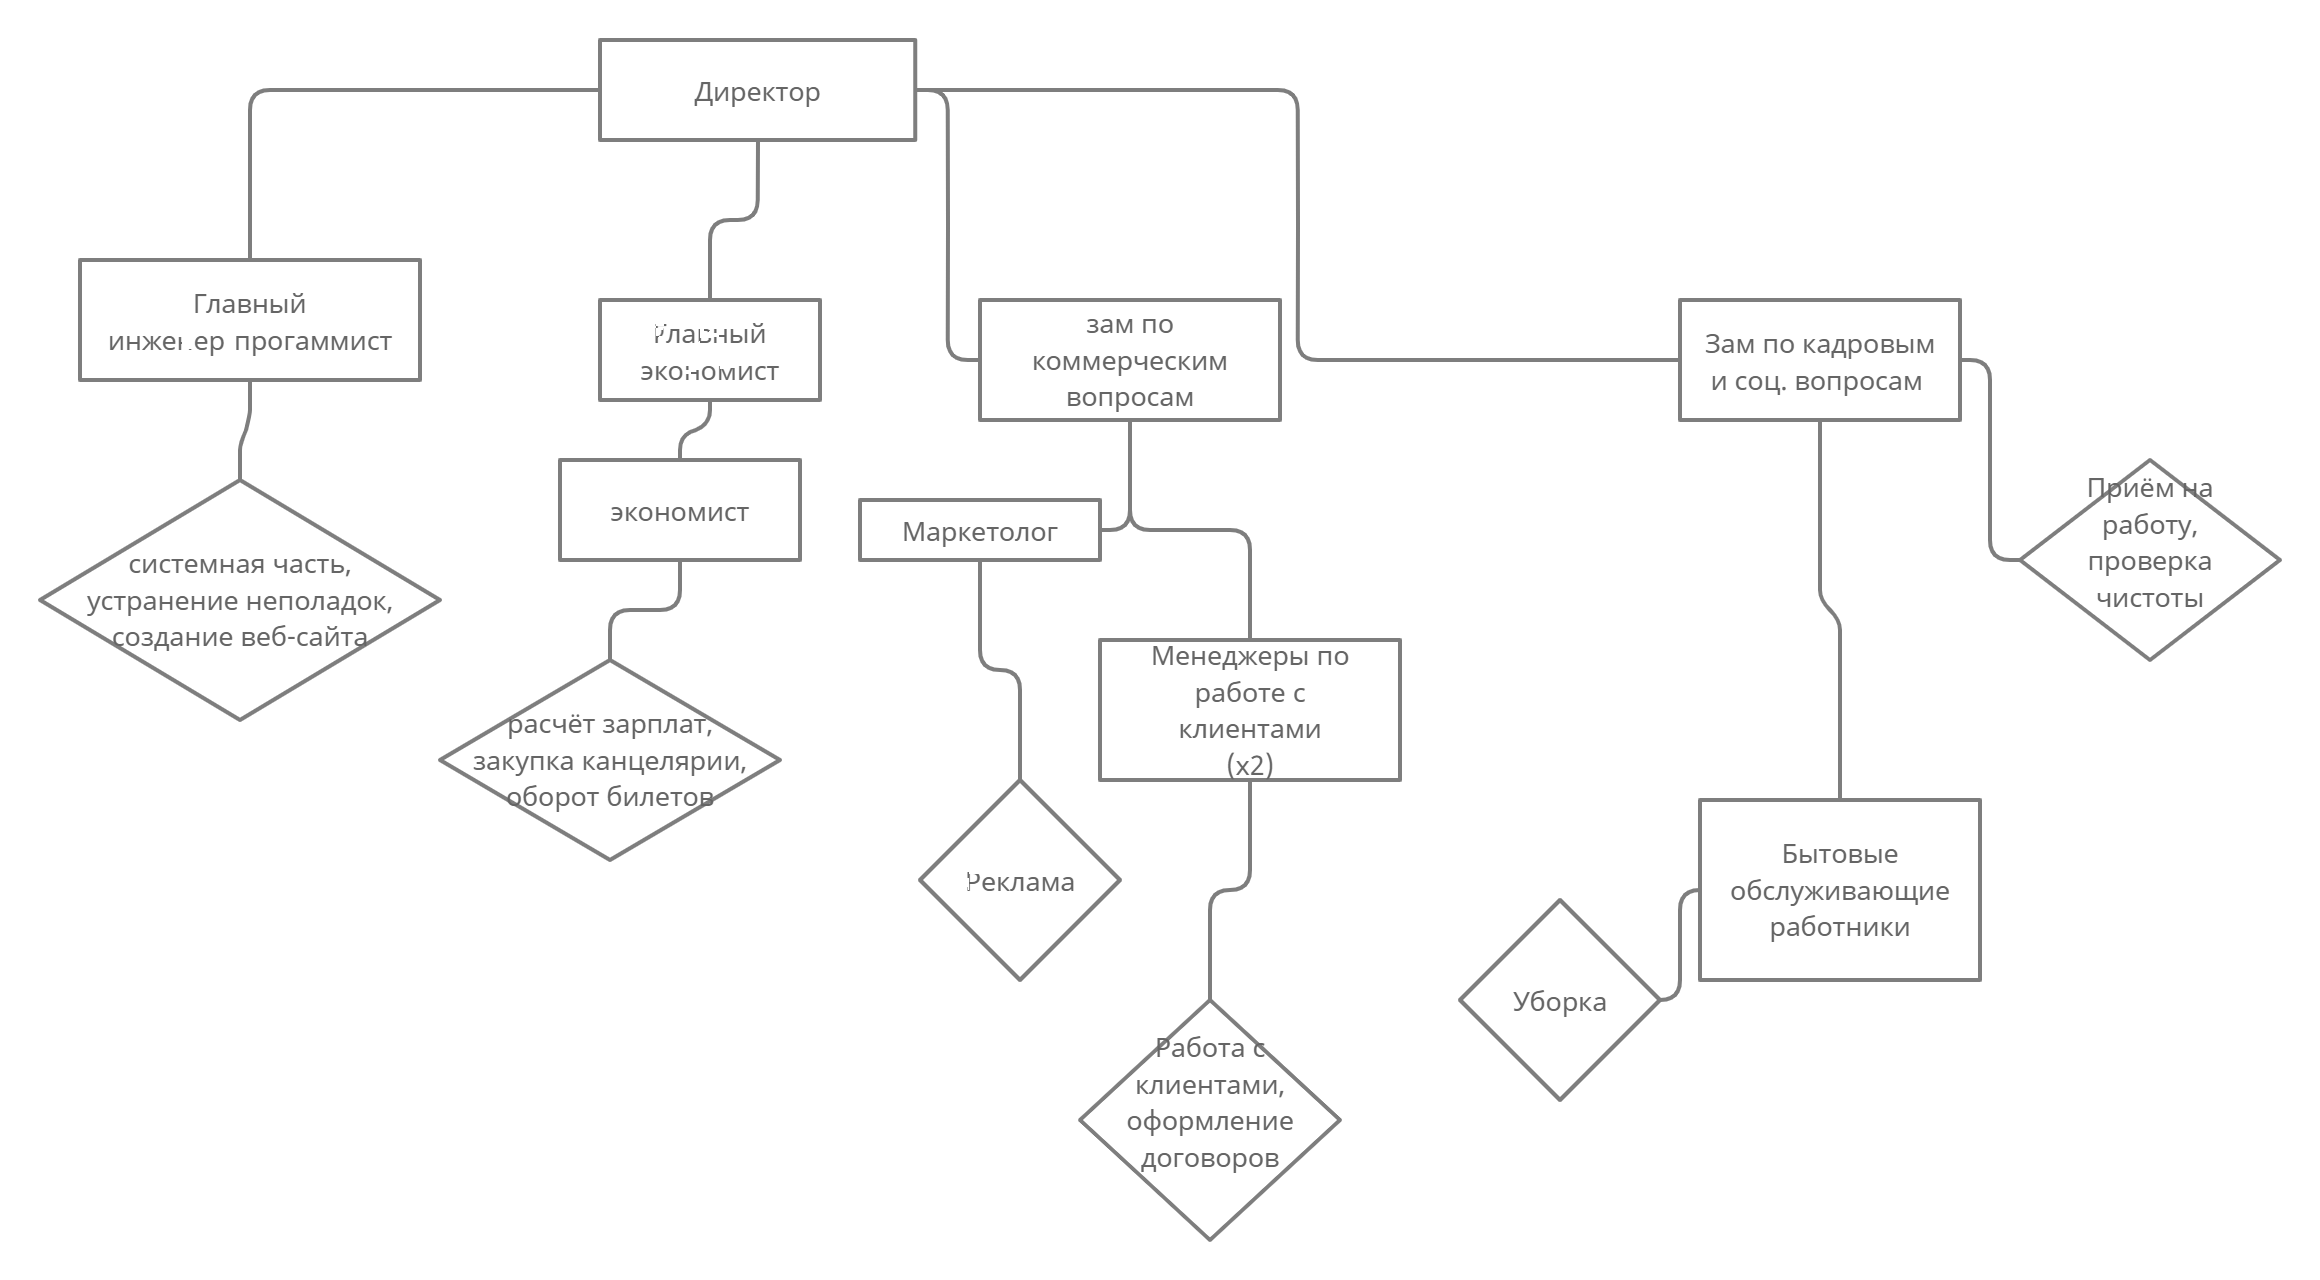 Директор
Главный
инженер прогаммист
Главный
экономист
зам по
коммерческим
вопросам
Зам по кадровым
и соц. вопросам
экономист
Маркетолог
Приём на
работу,
проверка
чистоты
системная часть,
устранение неполадок,
создание веб-сайта
Менеджеры по
работе с
клиентами
(x2)
расчёт зарплат,
закупка канцелярии,
оборот билетов
Реклама
Бытовые
обслуживающие
работники
Уборка
Работа с
клиентами,
оформление
договоров